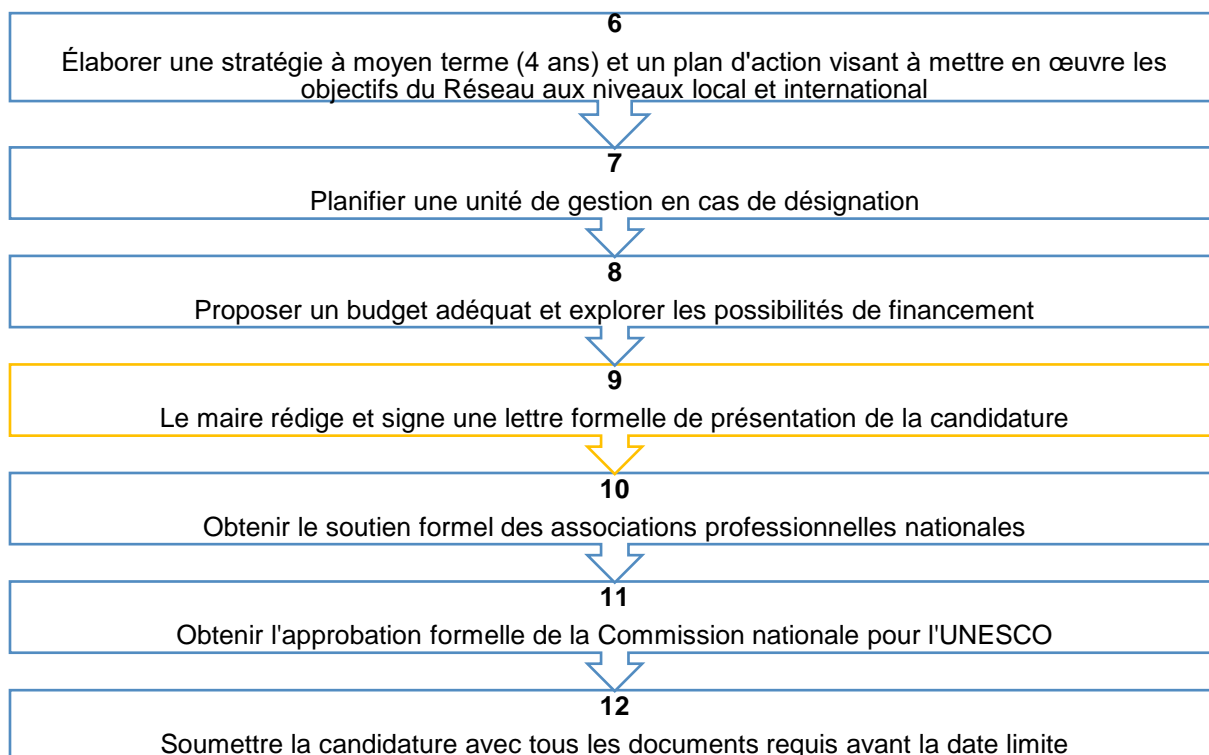 6
Élaborer une stratégie à moyen terme (4 ans) et un plan d'action visant à mettre en œuvre les
objectifs du Réseau aux niveaux local et international
7
Planifier une unité de gestion en cas de désignation
8
Proposer un budget adéquat et explorer les possibilités de financement
9
Le maire rédige et signe une lettre formelle de présentation de la candidature
10
Obtenir le soutien formel des associations professionnelles nationales
11
Obtenir l'approbation formelle de la Commission nationale pour l'UNESCO
12
Soumettre la candidature avec tous les documents requis avant la date limite